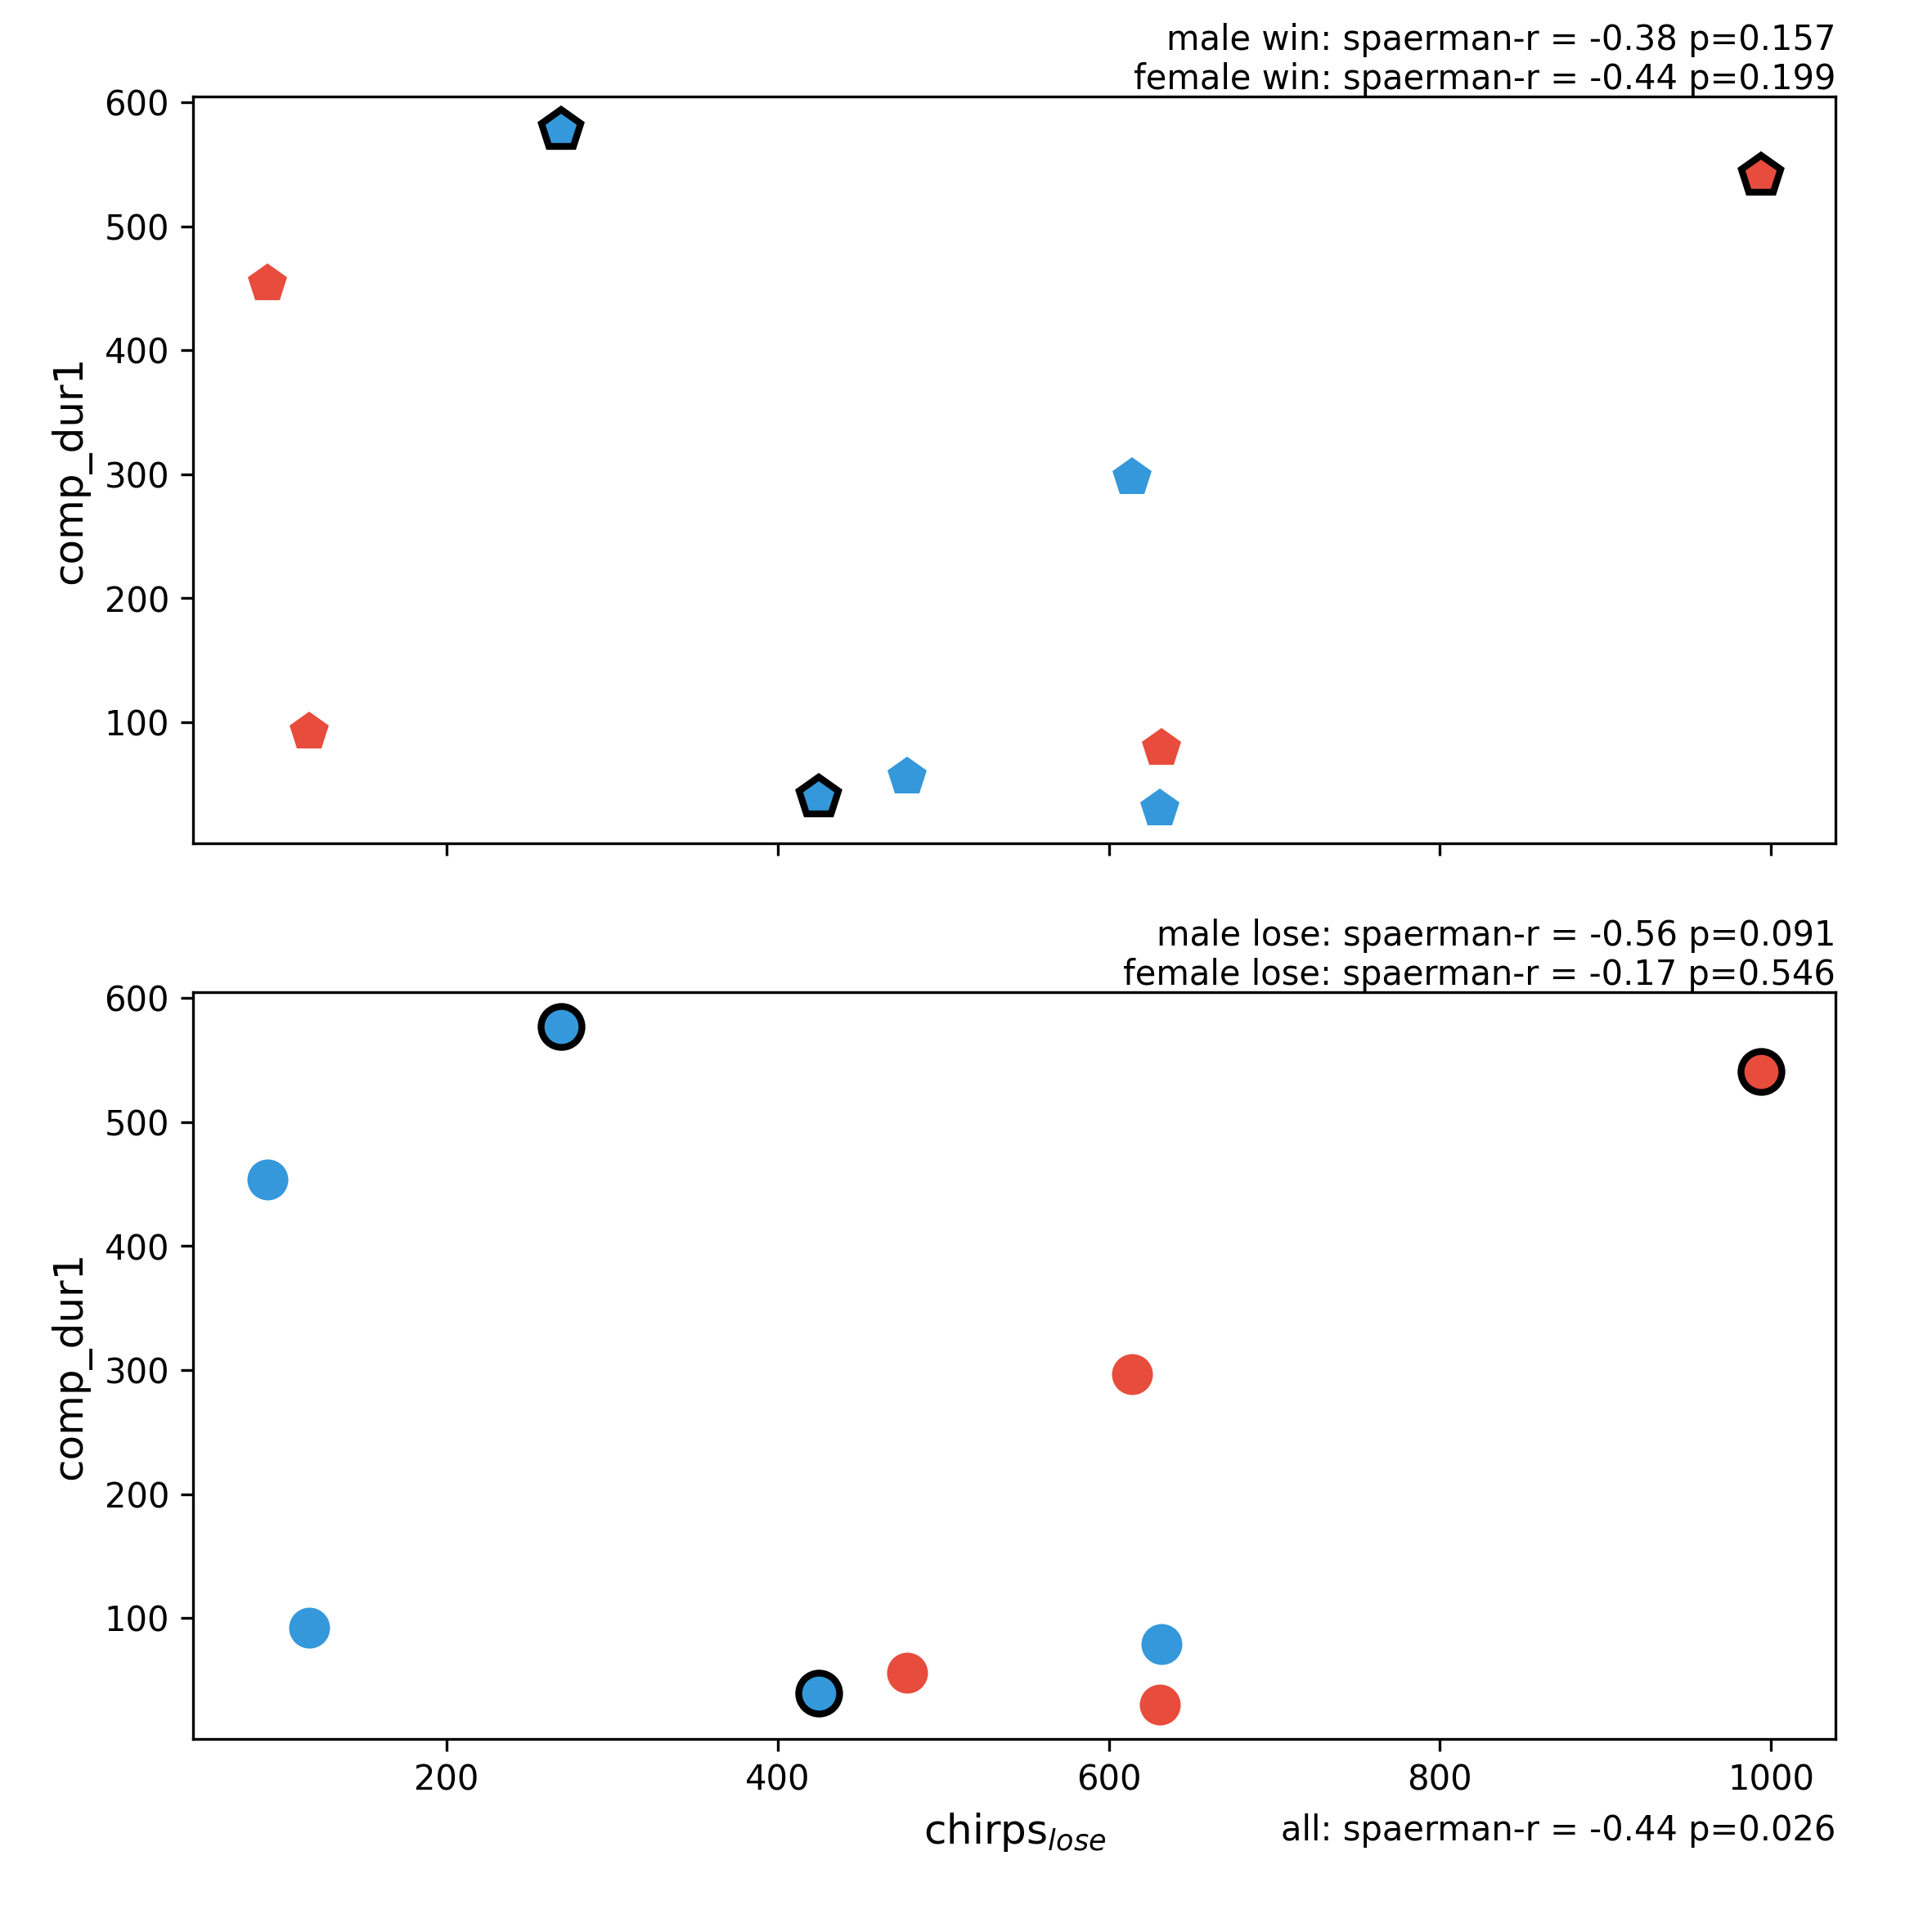 male win: spaerman-r = -0.38 p=0.157
female win: spaerman-r = -0.44 p=0.199
600
500
400
300
200
100
comp_dur1
male lose: spaerman-r = -0.56 p=0.091
female lose: spaerman-r = -0.17 p=0.546
600
500
400
300
200
100
comp_dur1
200 400 600 800 1000
chirps_lose
all: spaerman-r = -0.44 p=0.026